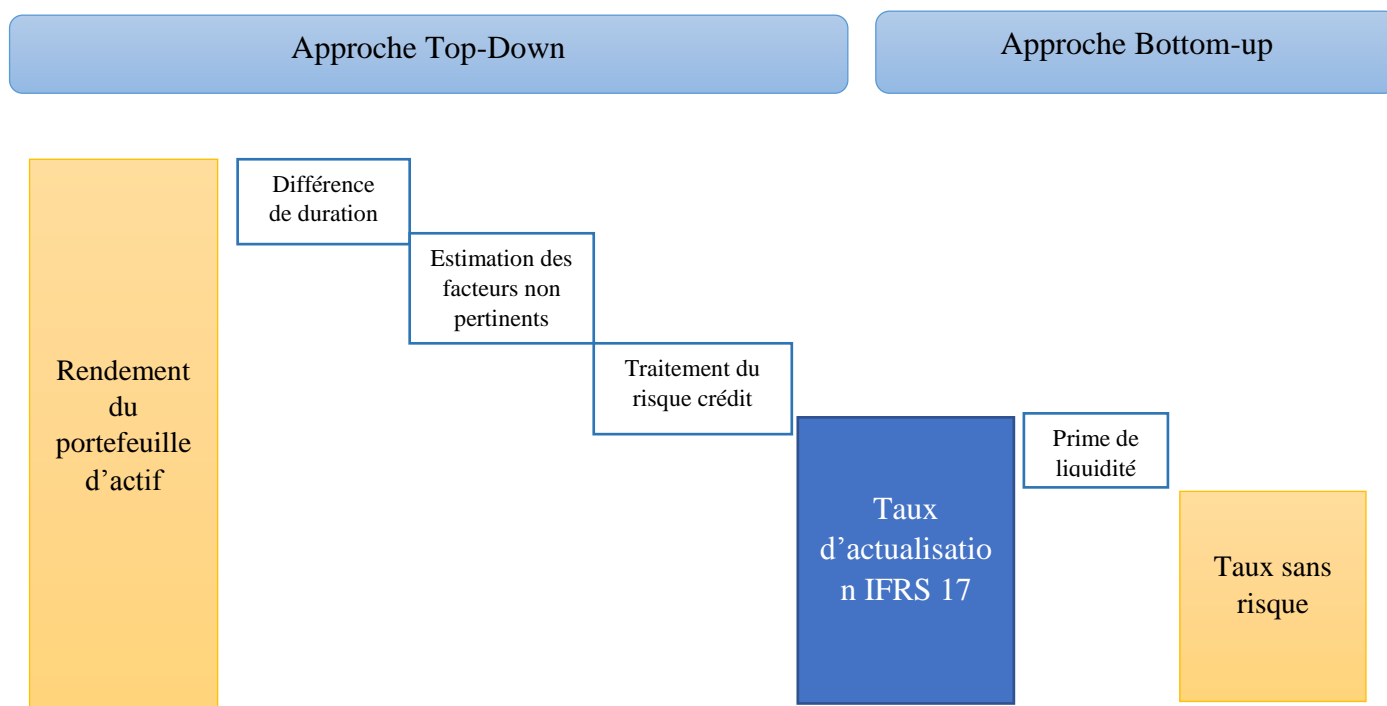 Approche Top-Down
Approche Bottom-up
Différence
de duration
Estimation des
facteurs non
pertinents
Traitement du
risque crédit
Rendement
du
portefeuille
d’actif
Prime de
liquidité
Taux
d’actualisatio
n IFRS 17
Taux sans
risque